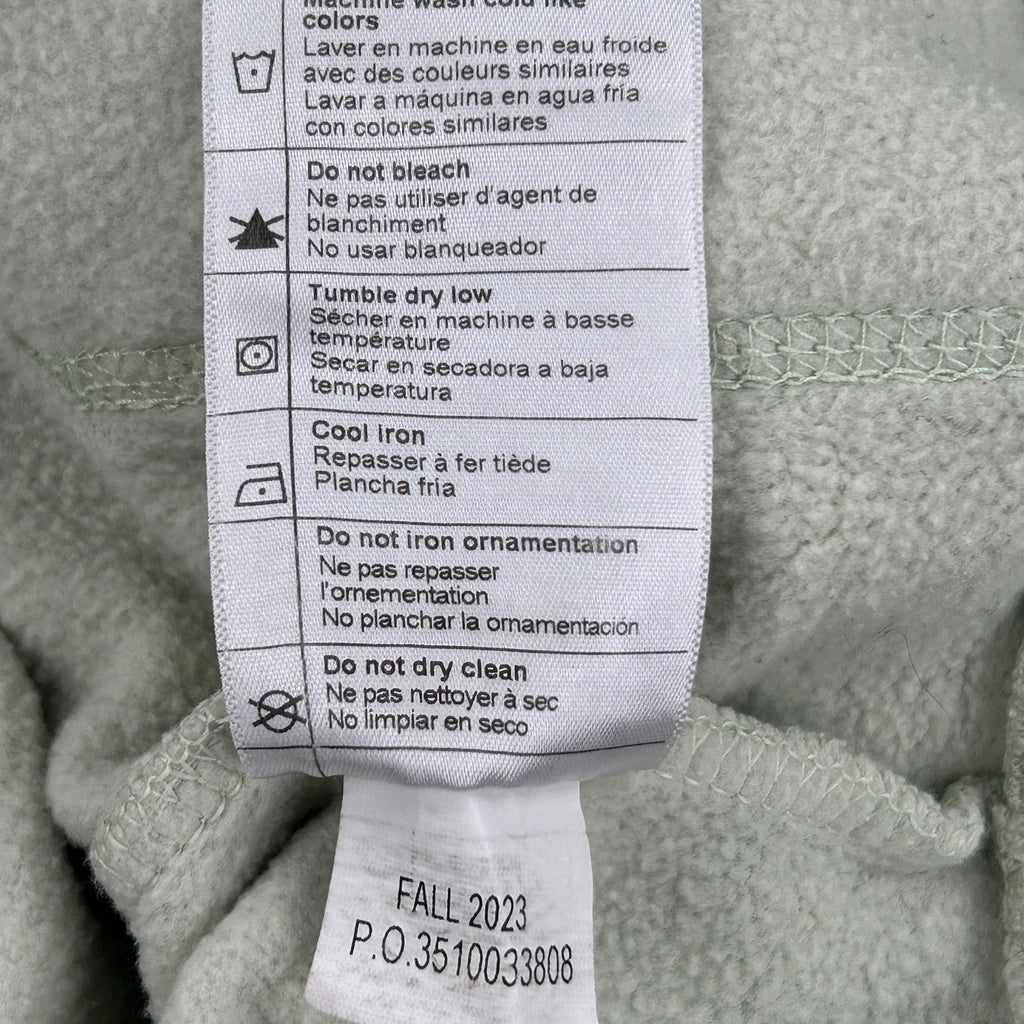 Machine wash cold like
colors
Laver en machine en eau froide
avec des couleurs similaires
Lavar a máquina en agua fría
con colores similares
Do not bleach
Ne pas utiliser d'agent de
blanchiment
No usar blanqueador
Tumble dry low
Sécher en machine à basse
température
Secar en secadora a baja
temperatura
Cool iron
Repasser à fer tiède
Plancha fría
Do not iron ornamentation
Ne pas repasser
l'ornementation
No planchar la ornamentación
Do not dry clean
Ne pas nettoyer à sec
No limpiar en seco
FALL 2023
P.O.3510033808